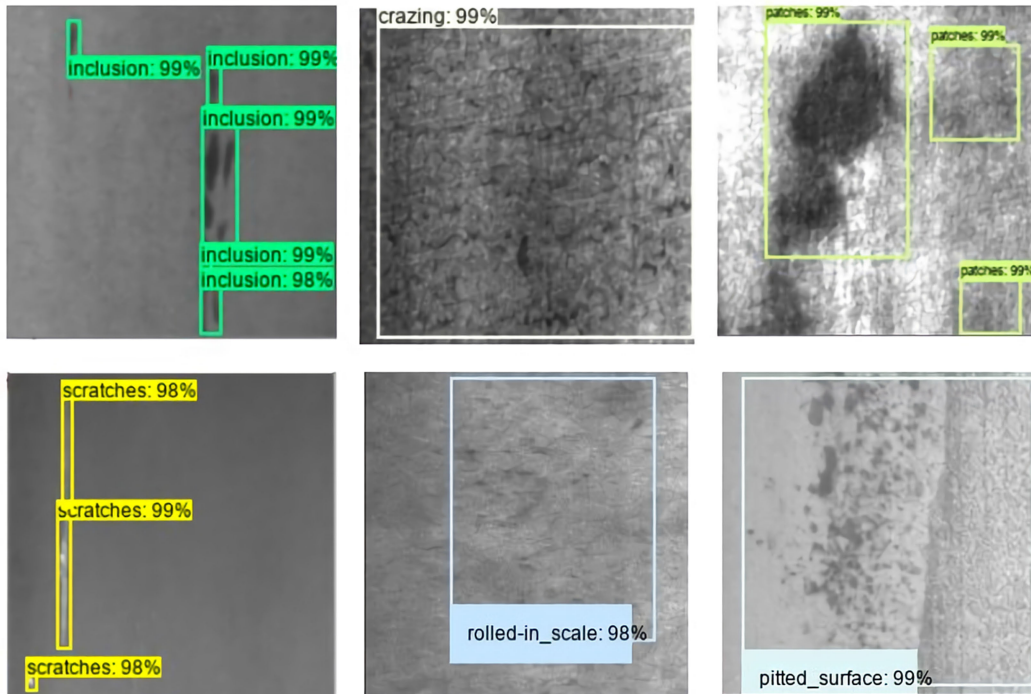 inclusion: 99%
inclusion: 99%
inclusion: 99%
inclusion: 99%
inclusion: 98%
crazing: 99%
patches: 99%
patches: 99%
patches: 99%
scratches: 98%
scratches: 99%
scratches: 98%
rolled-in_scale: 98%
pitted_surface: 99%